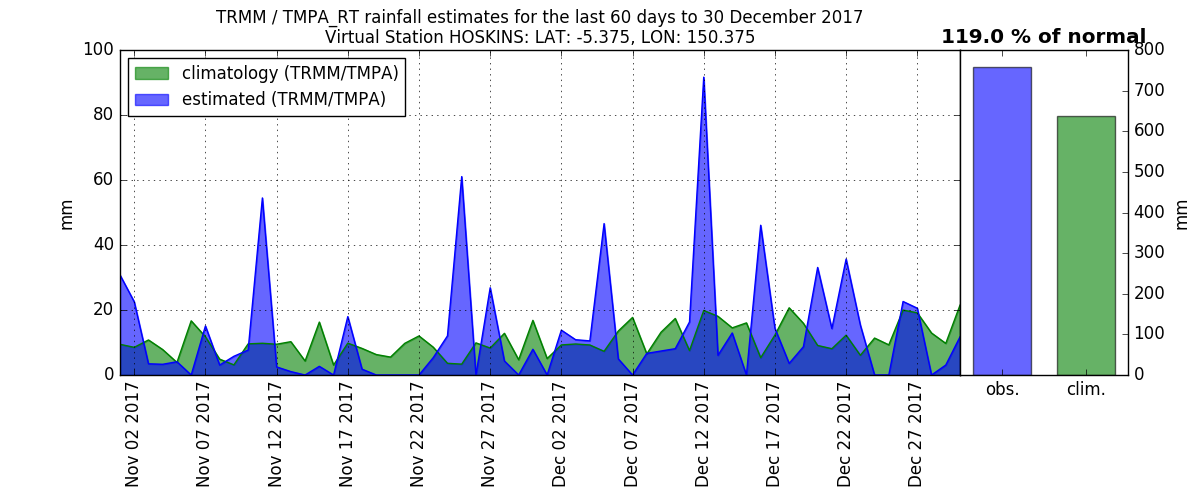 TRMM / TMPA_RT rainfall estimates for the last 60 days to 30 December 2017
Virtual Station HOSKINS: LAT: -5.375, LON: 150.375
119.0 % of normal
climatology (TRMM/TMPA)
estimated (TRMM/TMPA)
100
80
60
40
20
0
mm
800
700
600
500
400
300
200
100
0
mm
Nov 02 2017
Nov 07 2017
Nov 12 2017
Nov 17 2017
Nov 22 2017
Nov 27 2017
Dec 02 2017
Dec 07 2017
Dec 12 2017
Dec 17 2017
Dec 22 2017
Dec 27 2017
obs.
clim.